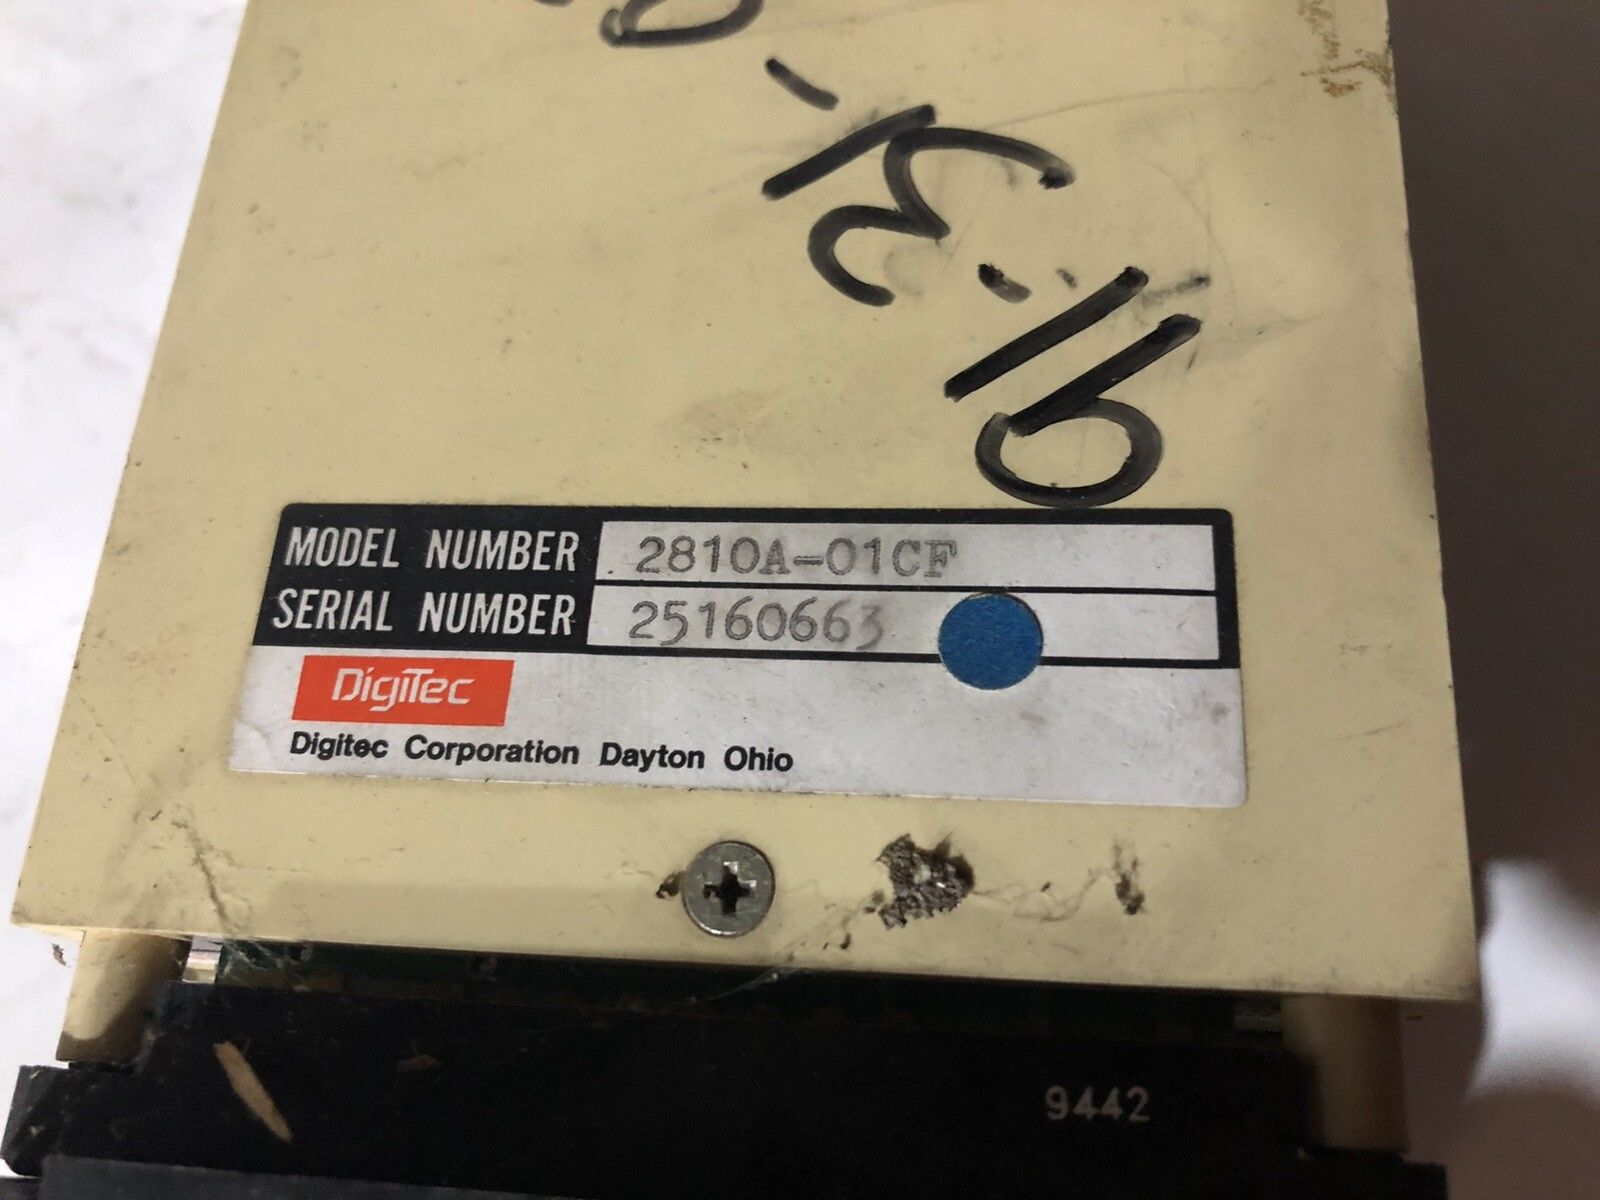 MODEL NUMBER 2810A-01CF
SERIAL NUMBER 25160663
DigiTec
Digitec Corporation Dayton Ohio
9442